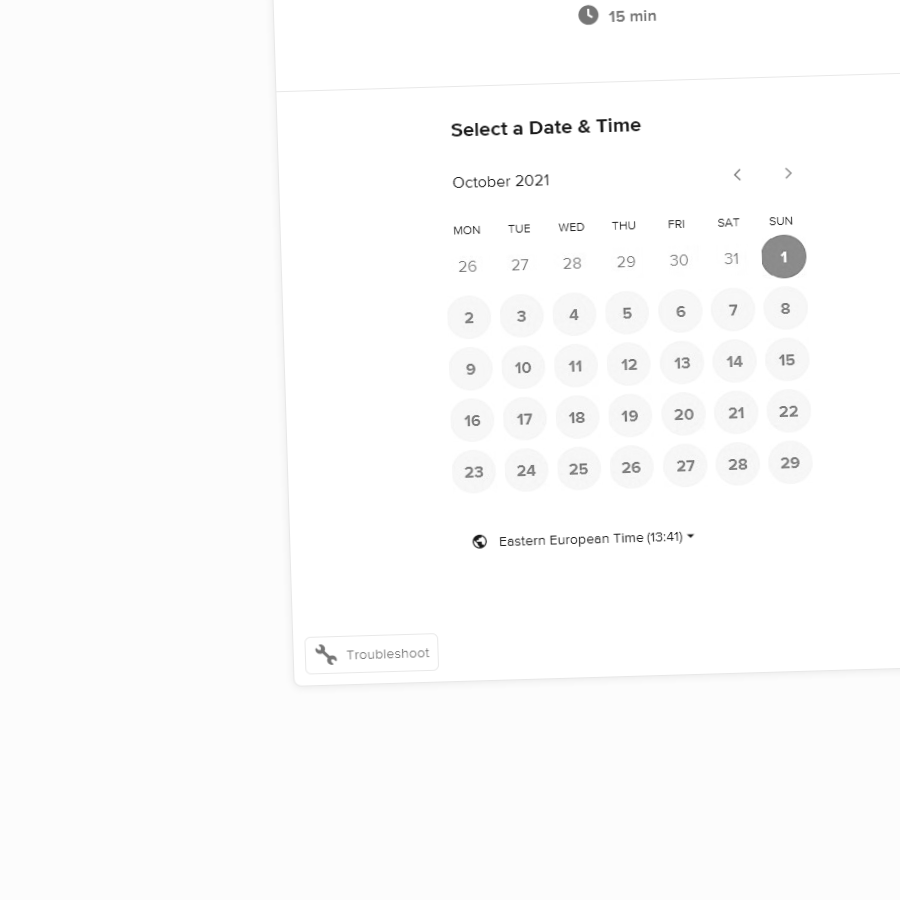 15 min
Select a Date & Time
October 2021
MON TUE WED THU FRI SAT SUN
26 27 28 29 30 31 1
2 3 4 5 6 7 8
9 10 11 12 13 14 15
16 17 18 19 20 21 22
23 24 25 26 27 28 29
Eastern European Time (13:41)
Troubleshoot